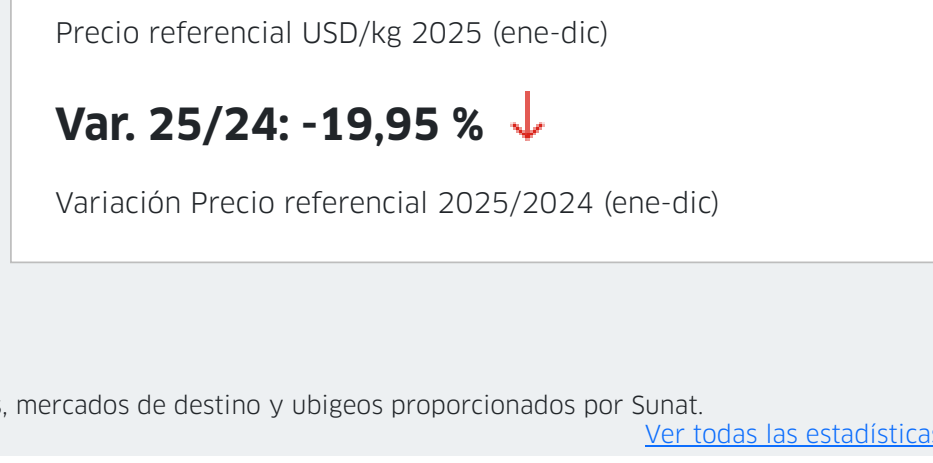 Precio referencial USD/kg 2025 (ene-dic)
Var. 25/24: -19,95 %
Variación Precio referencial 2025/2024 (ene-dic)
, mercados de destino y ubigeos proporcionados por Sunat.
Ver todas las estadísticas